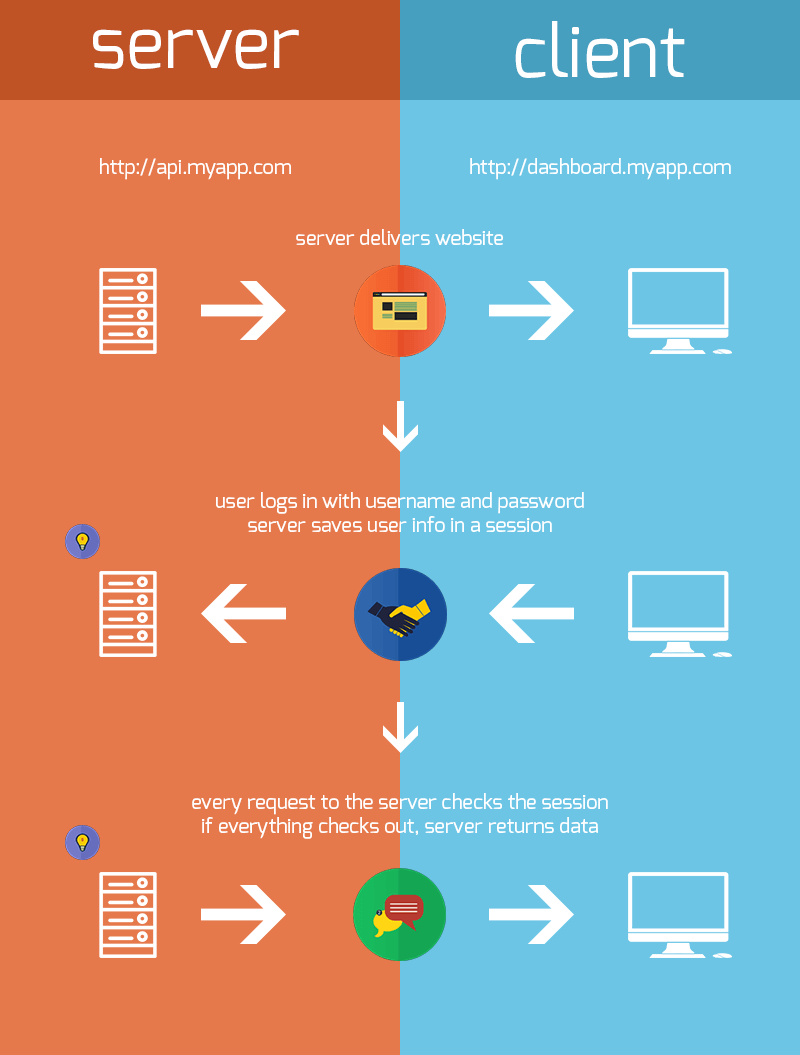 server
client
http://api.myapp.com
http://dashboard.myapp.com
server delivers website
user logs in with username and password
server saves user info in a session
every request to the server checks the session
if everything checks out, server returns data